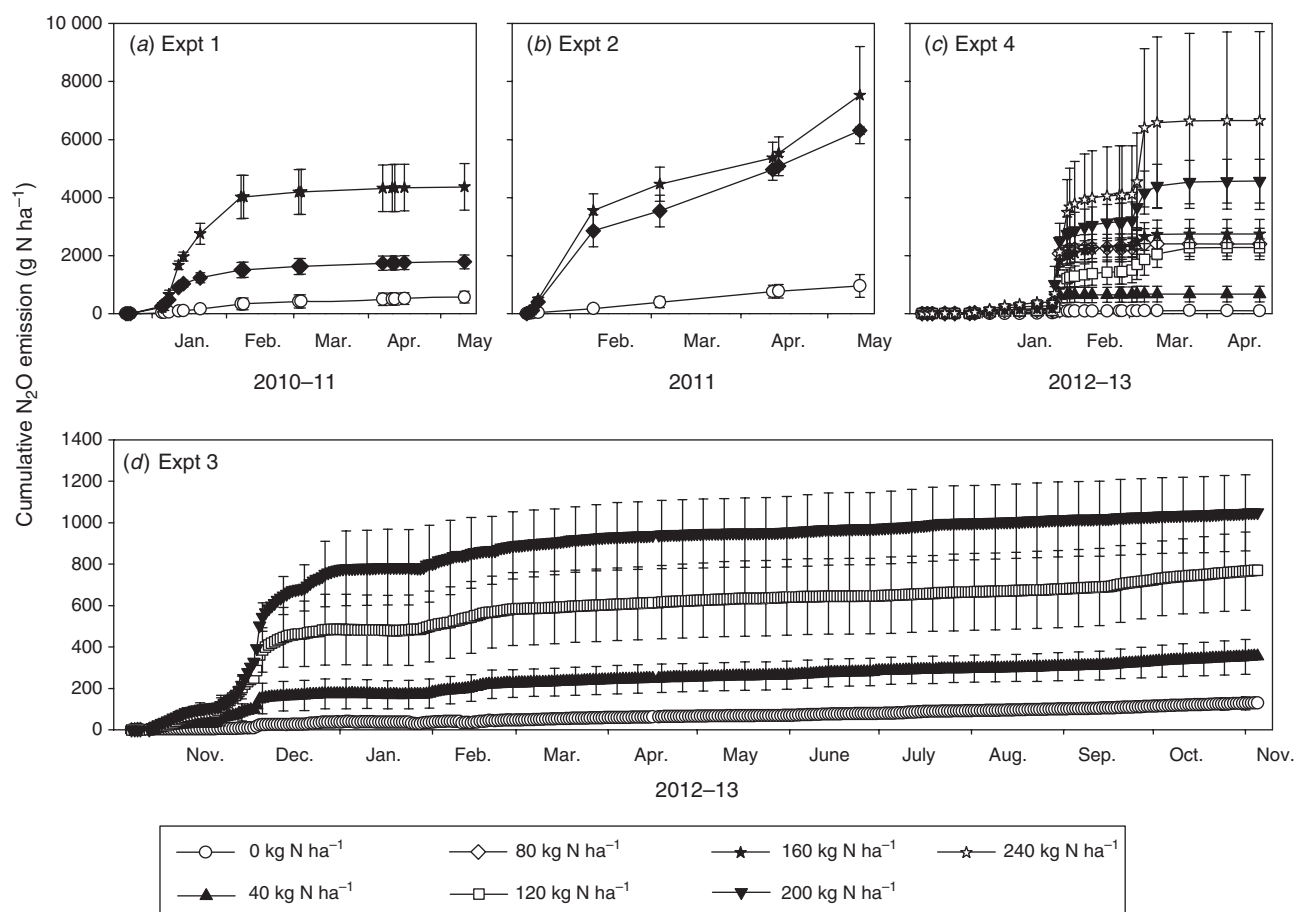 10 000
8000
6000
4000
2000
0
(a) Expt 1
(b) Expt 2
(c) Expt 4
Jan. Feb. Mar. Apr. May
Feb. Mar. Apr. May
Jan. Feb. Mar. Apr.
2010–11
2011
2012–13
Cumulative N₂O emission (g N ha⁻¹)
1400
1200
1000
800
600
400
200
0
(d) Expt 3
Nov. Dec. Jan. Feb. Mar. Apr. May June July Aug. Sep. Oct. Nov.
2012–13
0 kg N ha⁻¹ 80 kg N ha⁻¹ 160 kg N ha⁻¹ 240 kg N ha⁻¹
40 kg N ha⁻¹ 120 kg N ha⁻¹ 200 kg N ha⁻¹